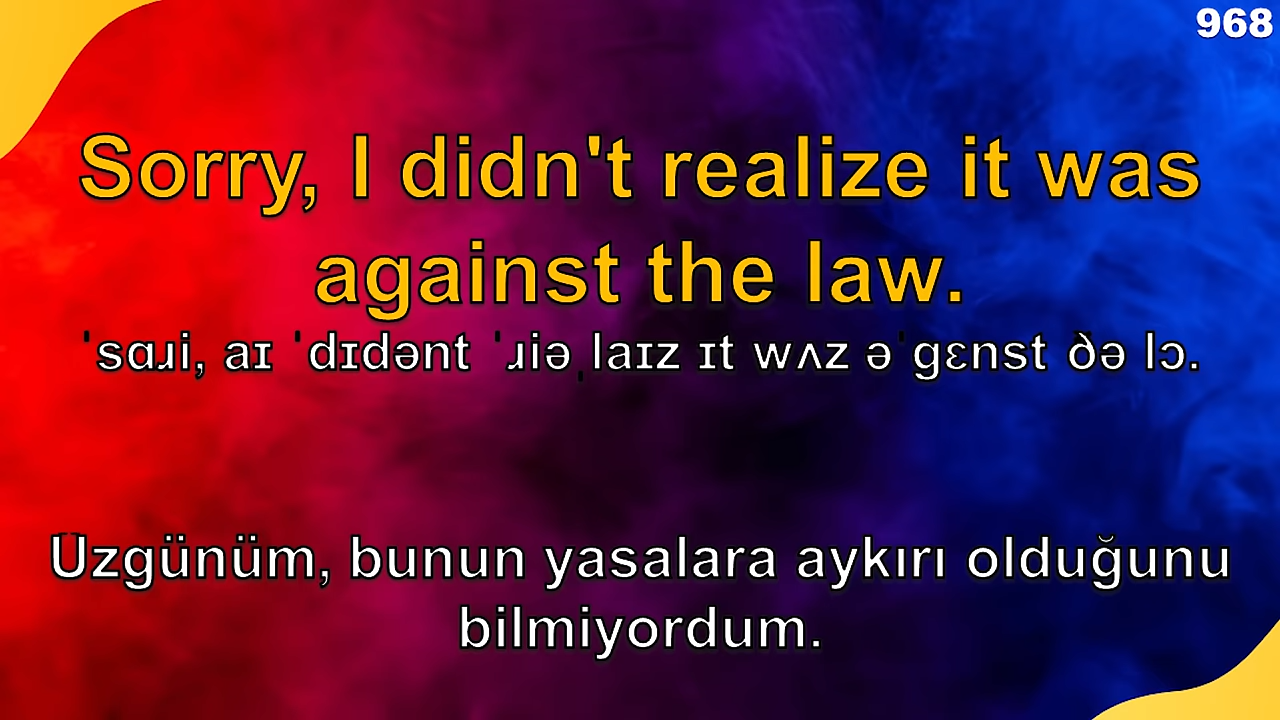 968
Sorry, I didn't realize it was
against the law.
ˈsɑɹi, aɪ ˈdɪdənt ˈɹiəˌlaɪz ɪt wʌz əˈgɛnst ðə lɔ.
Üzgünüm, bunun yasalara aykırı olduğunu
bilmiyordum.